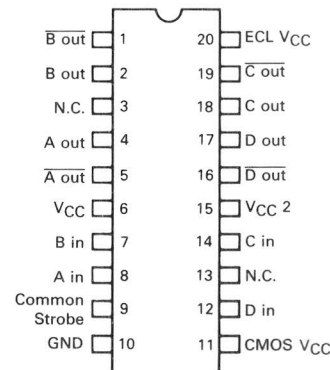 B out 1 20 ECL VCC
B out 2 19 C out
N.C. 3 18 C out
A out 4 17 D out
A out 5 16 D out
VCC 6 15 VCC 2
B in 7 14 C in
A in 8 13 N.C.
Common
Strobe 9 12 D in
GND 10 11 CMOS VCC